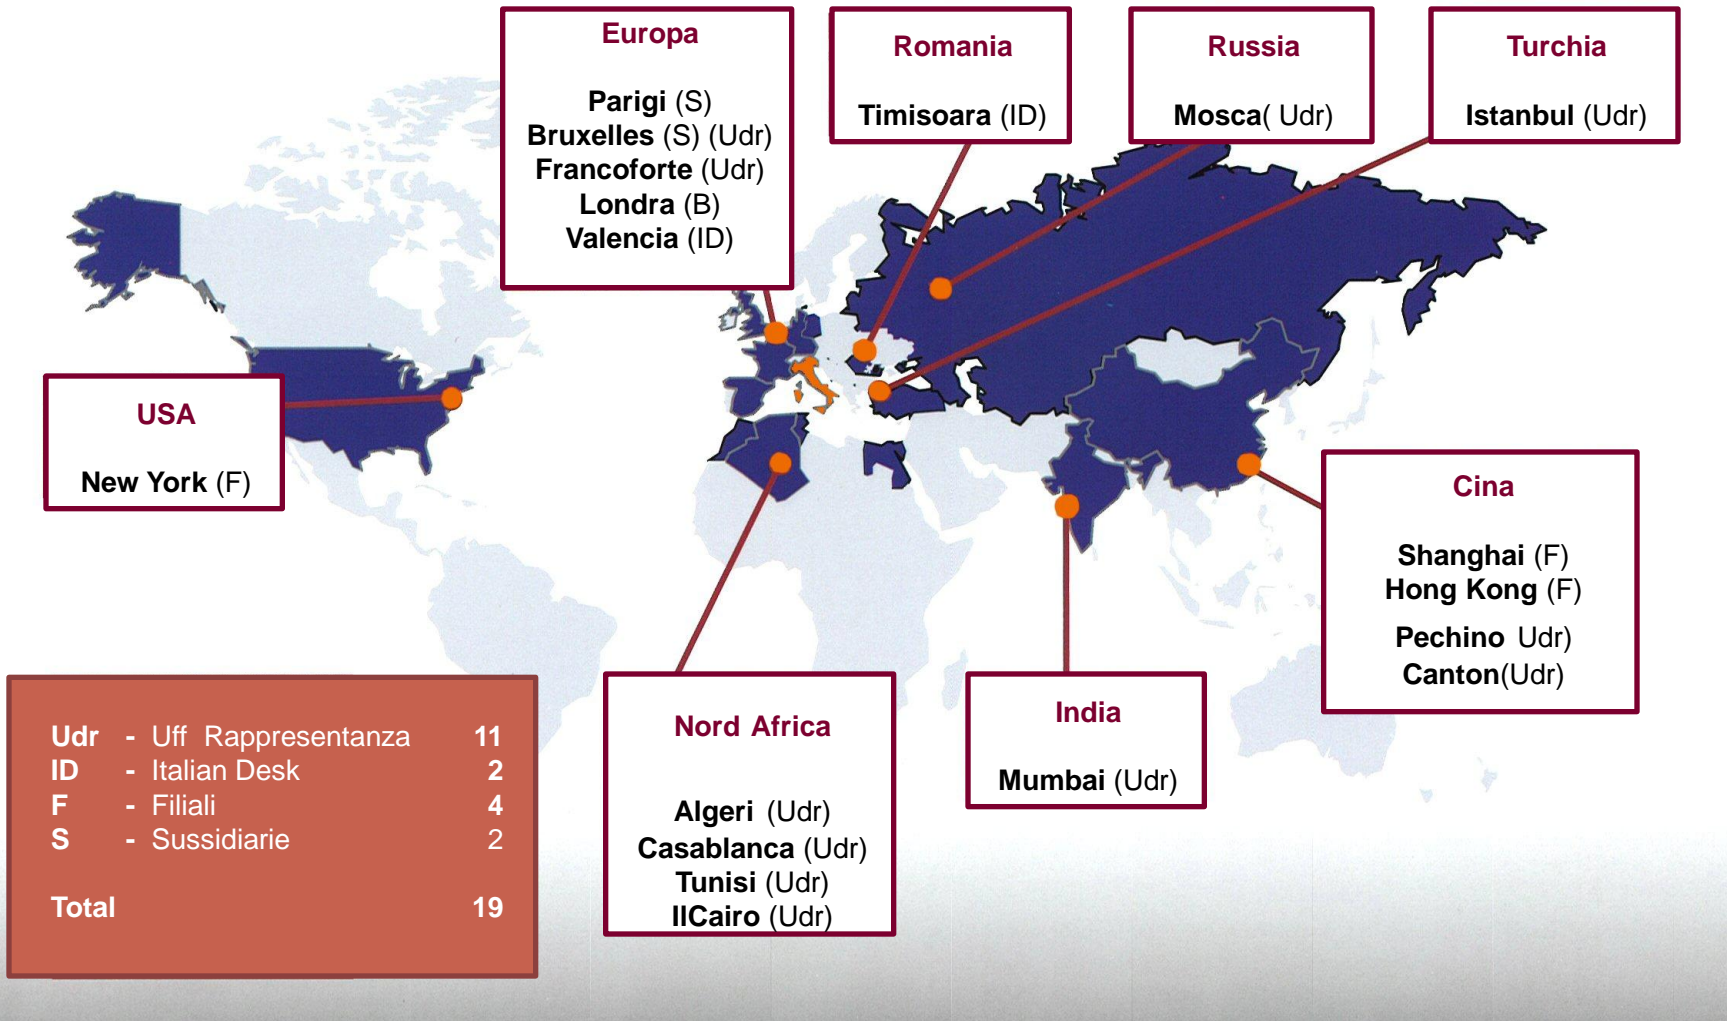 Europa
Parigi (S)
Bruxelles (S) (Udr)
Francoforte (Udr)
Londra (B)
Valencia (ID)
Romania
Timisoara (ID)
Russia
Mosca( Udr)
Turchia
Istanbul (Udr)
USA
New York (F)
Cina
Shanghai (F)
Hong Kong (F)
Pechino Udr)
Canton(Udr)
Nord Africa
Algeri (Udr)
Casablanca (Udr)
Tunisi (Udr)
IlCairo (Udr)
India
Mumbai (Udr)
Udr - Uff Rappresentanza 11
ID - Italian Desk 2
F - Filiali 4
S - Sussidiarie 2
Total 19